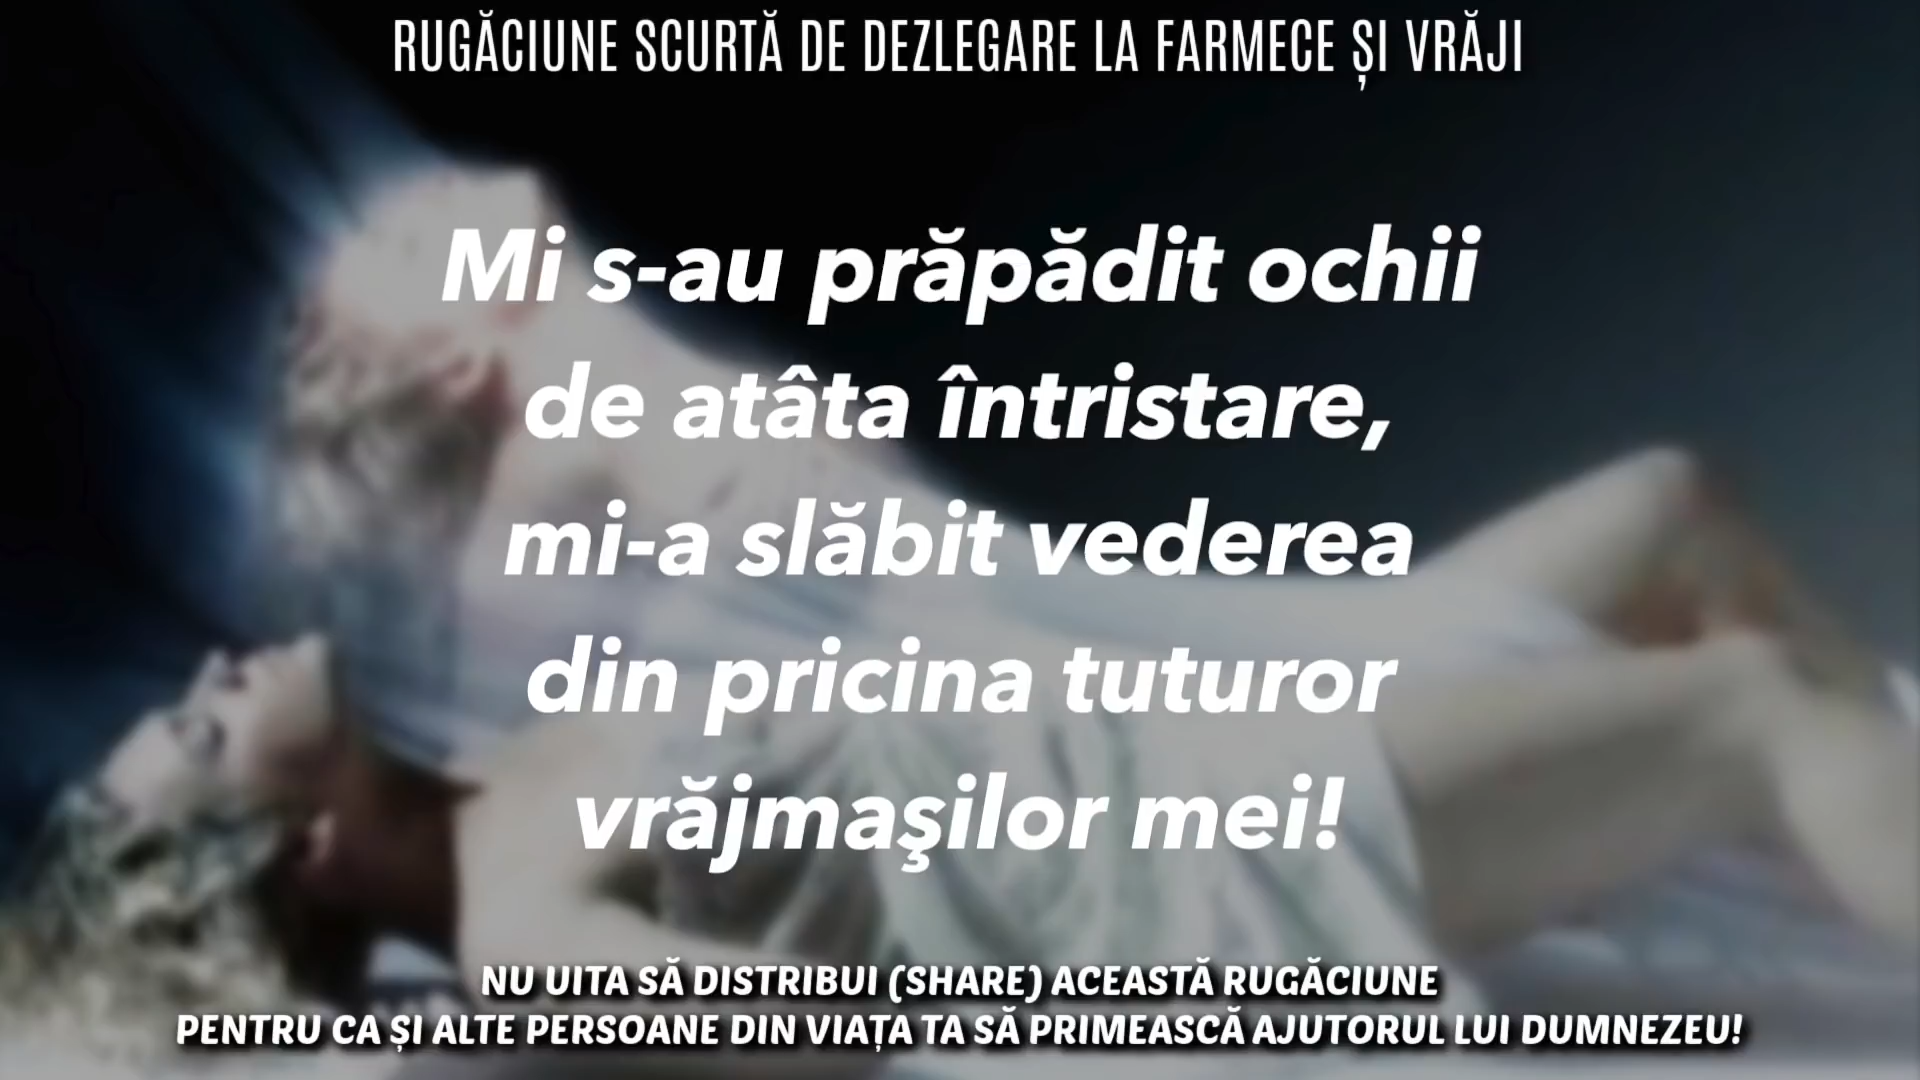 RUGĂCIUNE SCURTĂ DE DEZLEGARE LA FARMECE ȘI VRĂJI
Mi s-au prăpădit ochii
de atâta întristare,
mi-a slăbit vederea
din pricina tuturor
vrăjmaşilor mei!
NU UITA SĂ DISTRIBUI (SHARE) ACEASTĂ RUGĂCIUNE
PENTRU CA ȘI ALTE PERSOANE DIN VIAȚA TA SĂ PRIMEASCĂ AJUTORUL LUI DUMNEZEU!